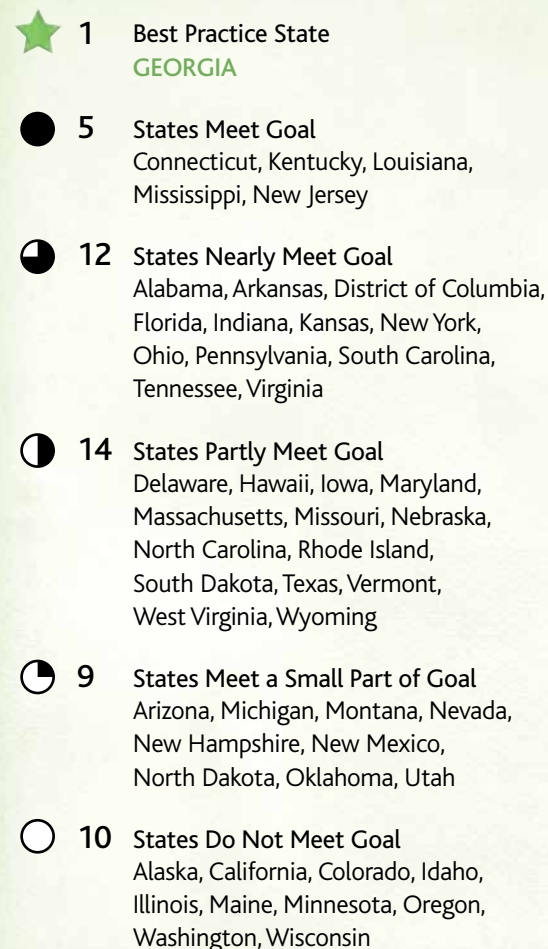 1 Best Practice State
GEORGIA
5 States Meet Goal
Connecticut, Kentucky, Louisiana,
Mississippi, New Jersey
12 States Nearly Meet Goal
Alabama, Arkansas, District of Columbia,
Florida, Indiana, Kansas, New York,
Ohio, Pennsylvania, South Carolina,
Tennessee, Virginia
14 States Partly Meet Goal
Delaware, Hawaii, Iowa, Maryland,
Massachusetts, Missouri, Nebraska,
North Carolina, Rhode Island,
South Dakota, Texas, Vermont,
West Virginia, Wyoming
9 States Meet a Small Part of Goal
Arizona, Michigan, Montana, Nevada,
New Hampshire, New Mexico,
North Dakota, Oklahoma, Utah
10 States Do Not Meet Goal
Alaska, California, Colorado, Idaho,
Illinois, Maine, Minnesota, Oregon,
Washington, Wisconsin